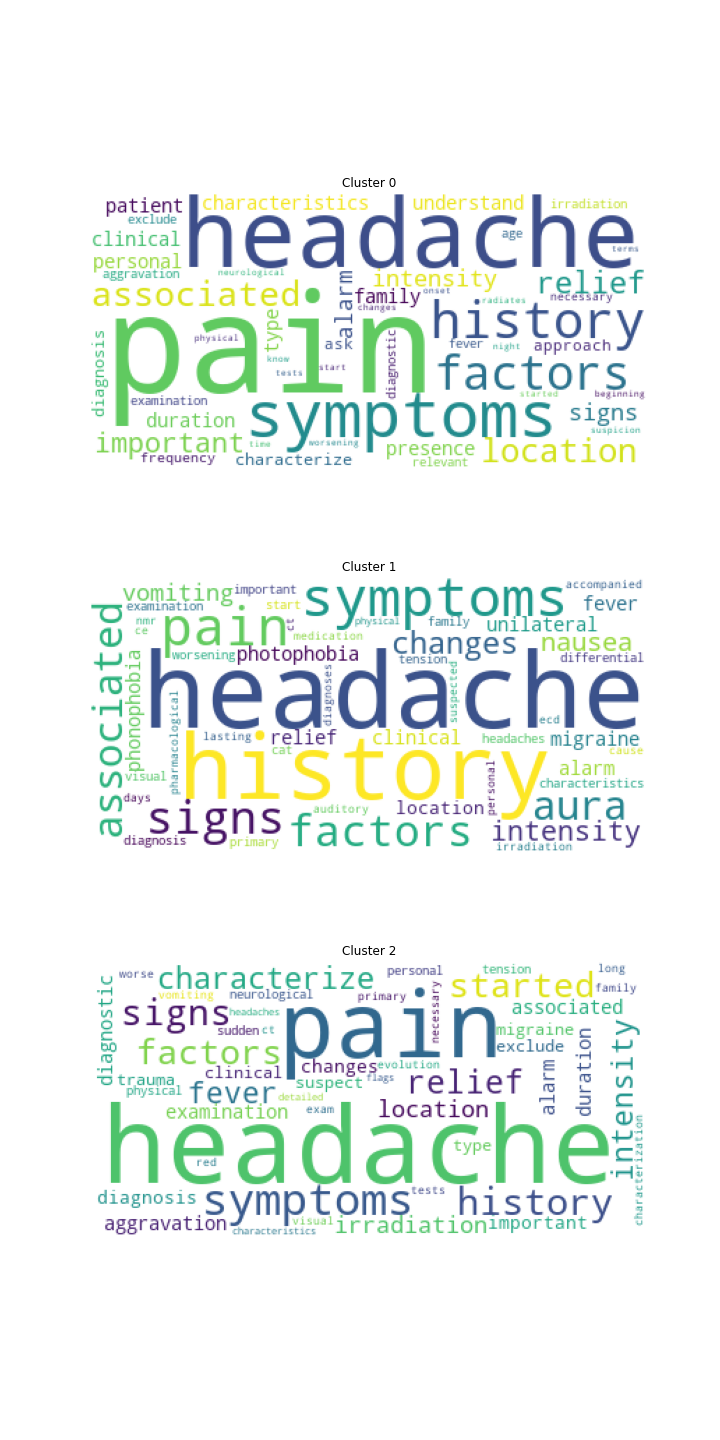 Cluster 0
patient characteristics understand irradiation
exclude headache age terms
clinical
personal
aggravation neurological alarm intensity relief
associated family onset radiates necessary
changes history
pain physical type ask fever night approach
diagnosis know tests start diagnostic factors
examination started beginning
duration symptoms signs
important time worsening presence suspicion
frequency characterize relevant location
Cluster 1
vomiting important symptoms accompanied
examination start fever
nmr pain ct physical family unilateral
ce medication changes nausea
associated phonophobia worsening photophobia tension differential
headache diagnoses suspected
pharmacological ecd
lasting relief clinical headaches migraine
cat history cause
visual personal alarm
characteristics
days signs auditory location aura
diagnosis primary factors intensity
irradiation
Cluster 2
worse characterize personal tension long
vomiting neurological primary started family
diagnostic signs headaches pain necessary associated
sudden ct migraine
factors changes evolution exclude
trauma clinical suspect flags relief alarm duration intensity
physical fever detailed
examination exam location
headache type characterization
red
diagnosis symptoms tests history
aggravation visual irradiation important
characteristics